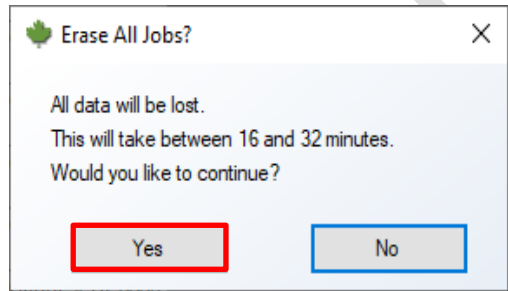 Erase All Jobs?
All data will be lost.
This will take between 16 and 32 minutes.
Would you like to continue?
Yes No